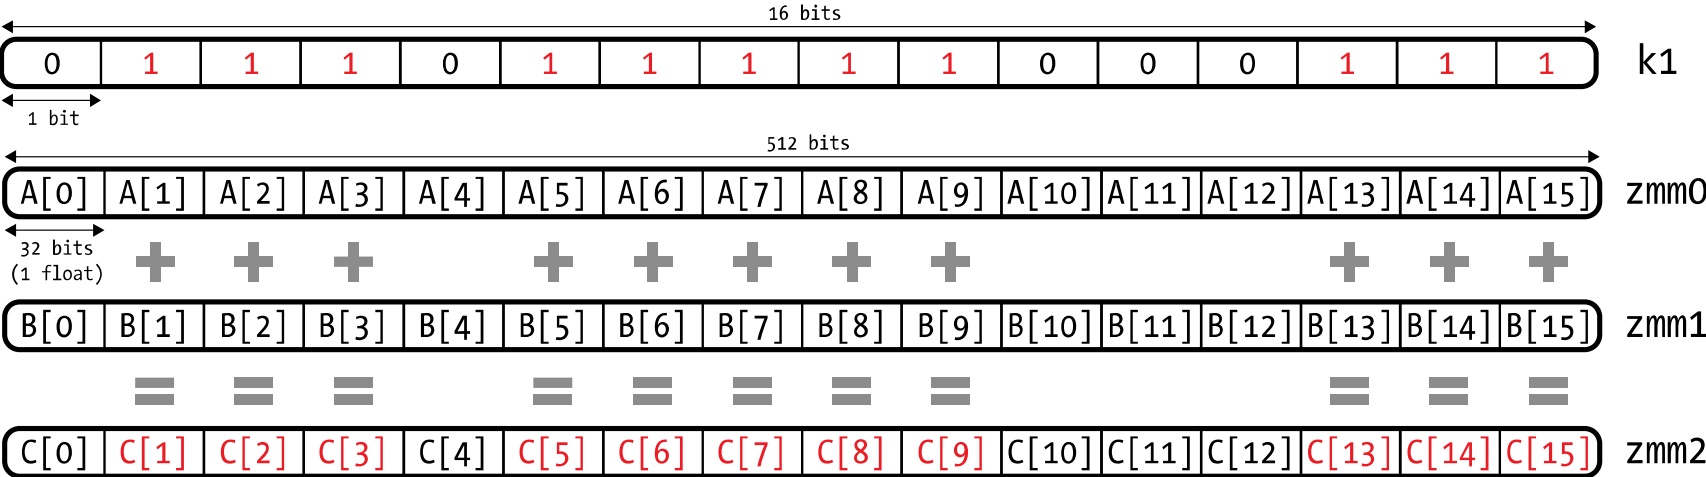 16 bits
0 1 1 1 0 1 1 1 1 1 0 0 0 1 1 1 k1
1 bit
512 bits
A[0] A[1] A[2] A[3] A[4] A[5] A[6] A[7] A[8] A[9] A[10] A[11] A[12] A[13] A[14] A[15] zmm0
32 bits
(1 float)
+ + + + + + + + + + +
B[0] B[1] B[2] B[3] B[4] B[5] B[6] B[7] B[8] B[9] B[10] B[11] B[12] B[13] B[14] B[15] zmm1
= = = = = = = = = = =
C[0] C[1] C[2] C[3] C[4] C[5] C[6] C[7] C[8] C[9] C[10] C[11] C[12] C[13] C[14] C[15] zmm2